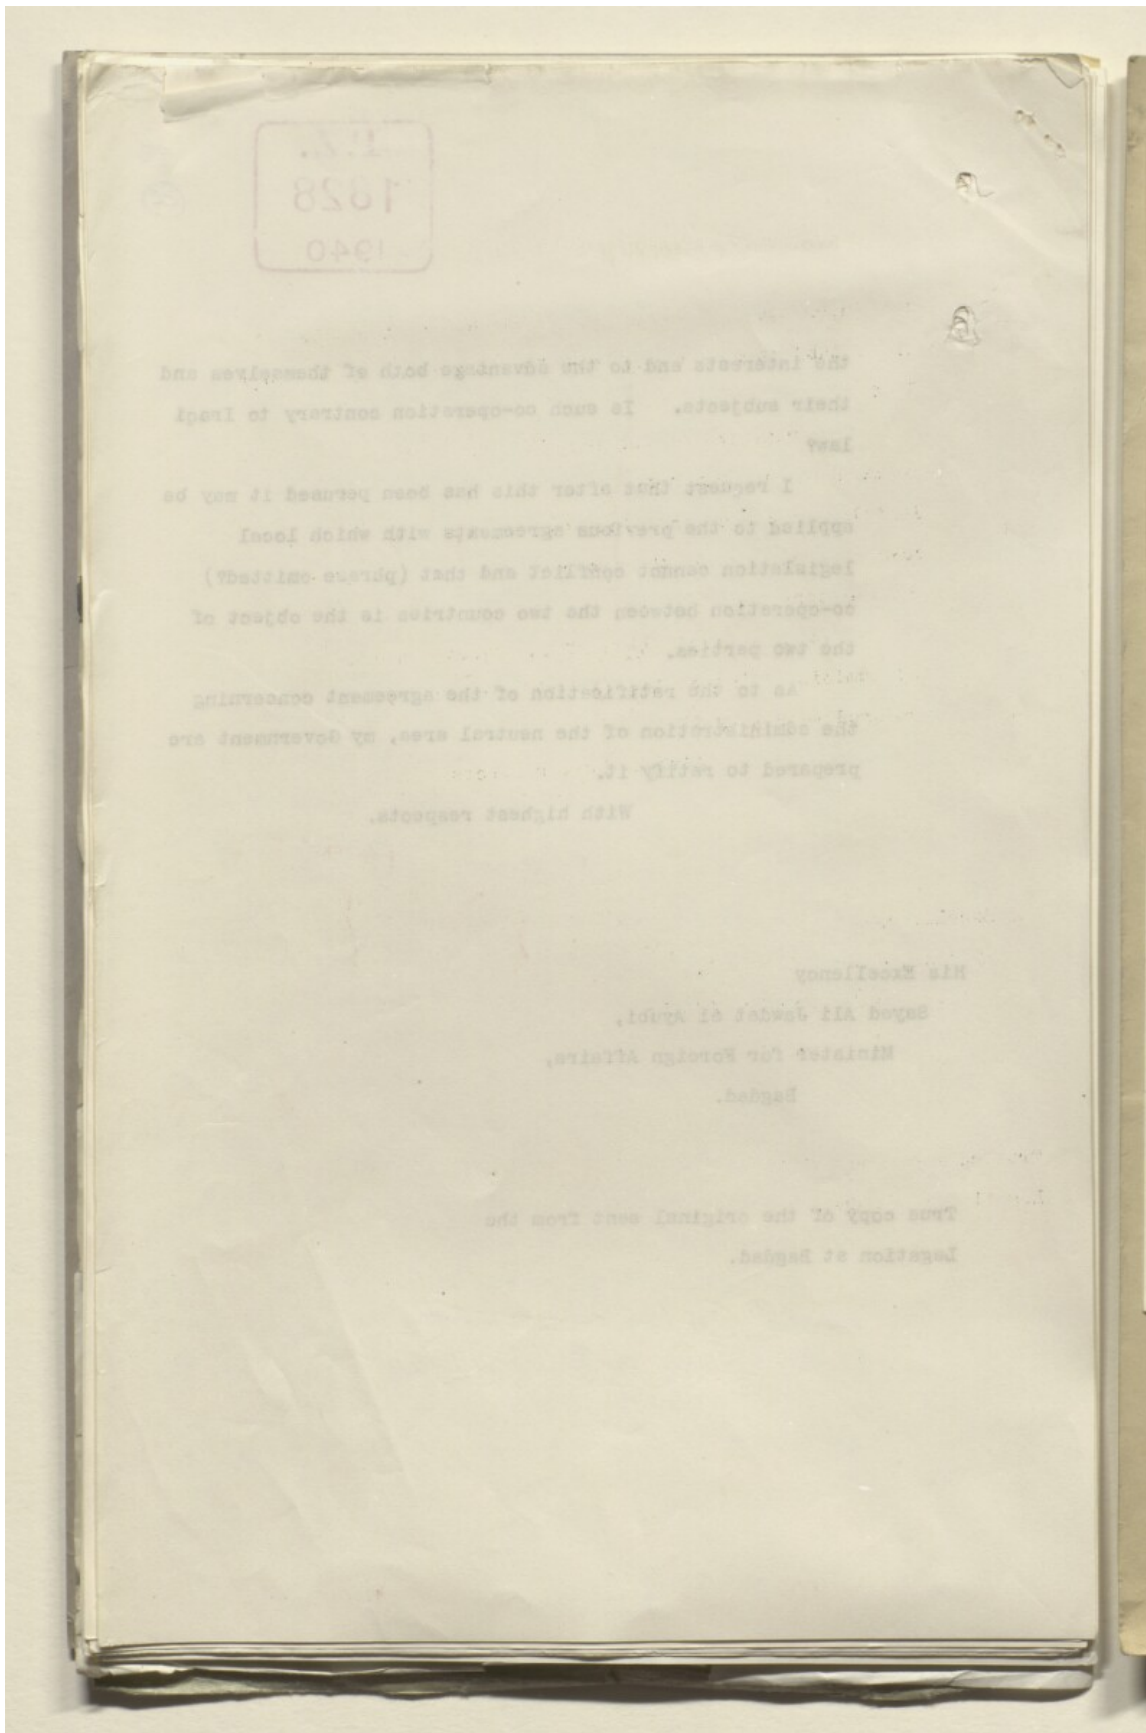 1828
1940
the interests and to the advantage both of themselves and
their subjects. Is such co-operation contrary to Iraqi
law?
I request that after this has been perused it may be
applied to the previous agreements with which local
legislation cannot conflict and that (phrase omitted?)
co-operation between the two countries is the object of
the two parties.
As to the ratification of the agreement concerning
the administration of the neutral area, my Government are
prepared to ratify it.
With highest respects.
His Excellency
Sayed Ali Jawdet el Ayubi,
Minister for Foreign Affairs,
Bagdad.
True copy of the original sent from the
Legation at Bagdad.